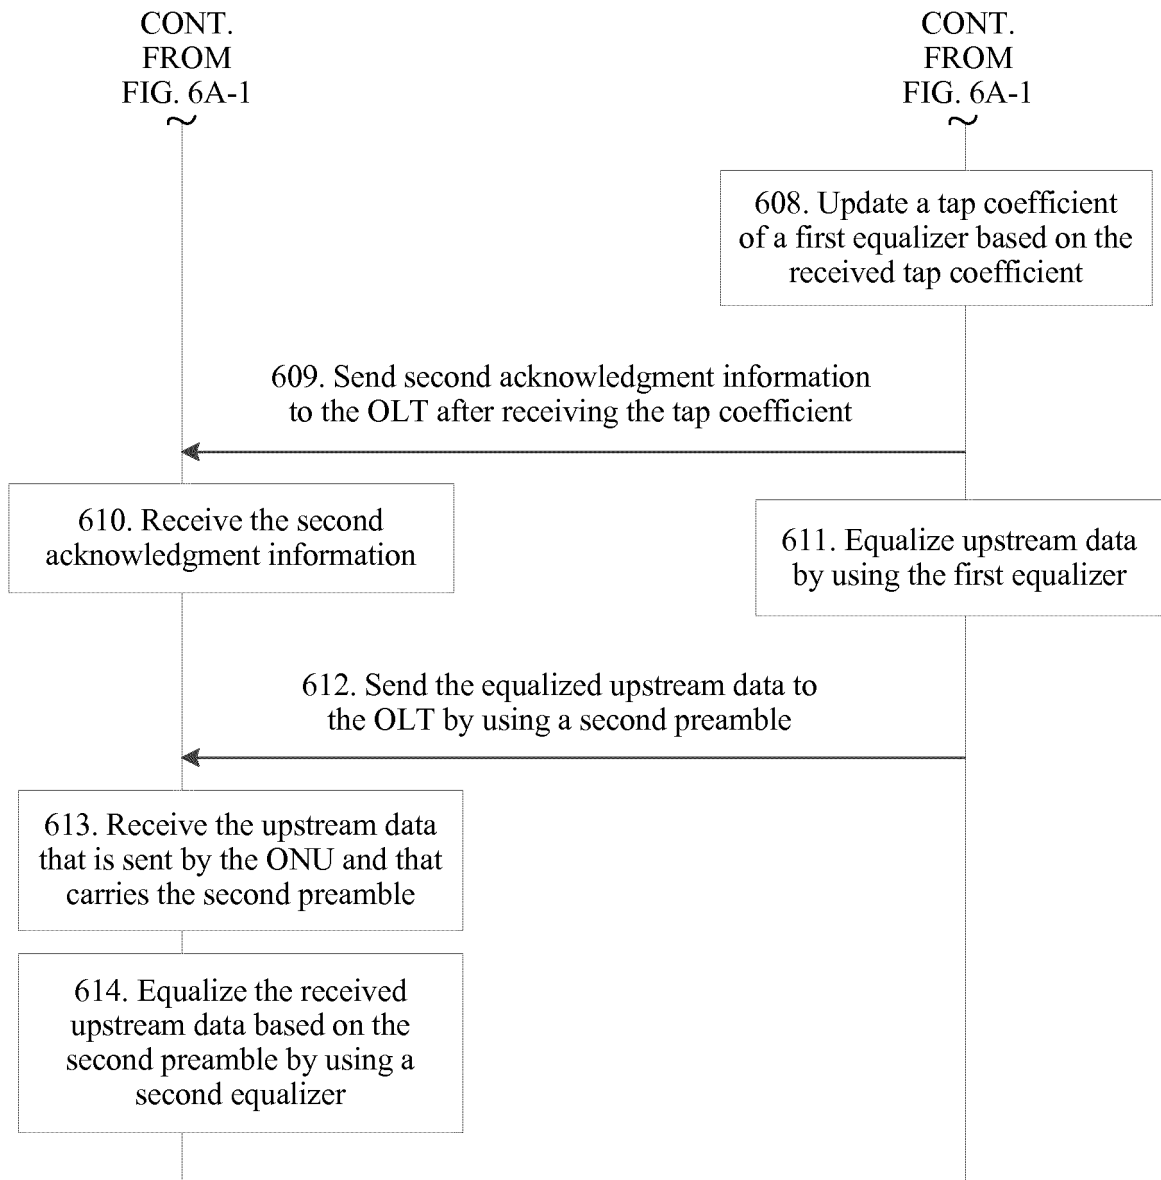 CONT.
FROM
FIG. 6A-1
CONT.
FROM
FIG. 6A-1
608. Update a tap coefficient
of a first equalizer based on the
received tap coefficient
609. Send second acknowledgment information
to the OLT after receiving the tap coefficient
610. Receive the second
acknowledgment information
611. Equalize upstream data
by using the first equalizer
612. Send the equalized upstream data to
the OLT by using a second preamble
613. Receive the upstream data
that is sent by the ONU and that
carries the second preamble
614. Equalize the received
upstream data based on the
second preamble by using a
second equalizer